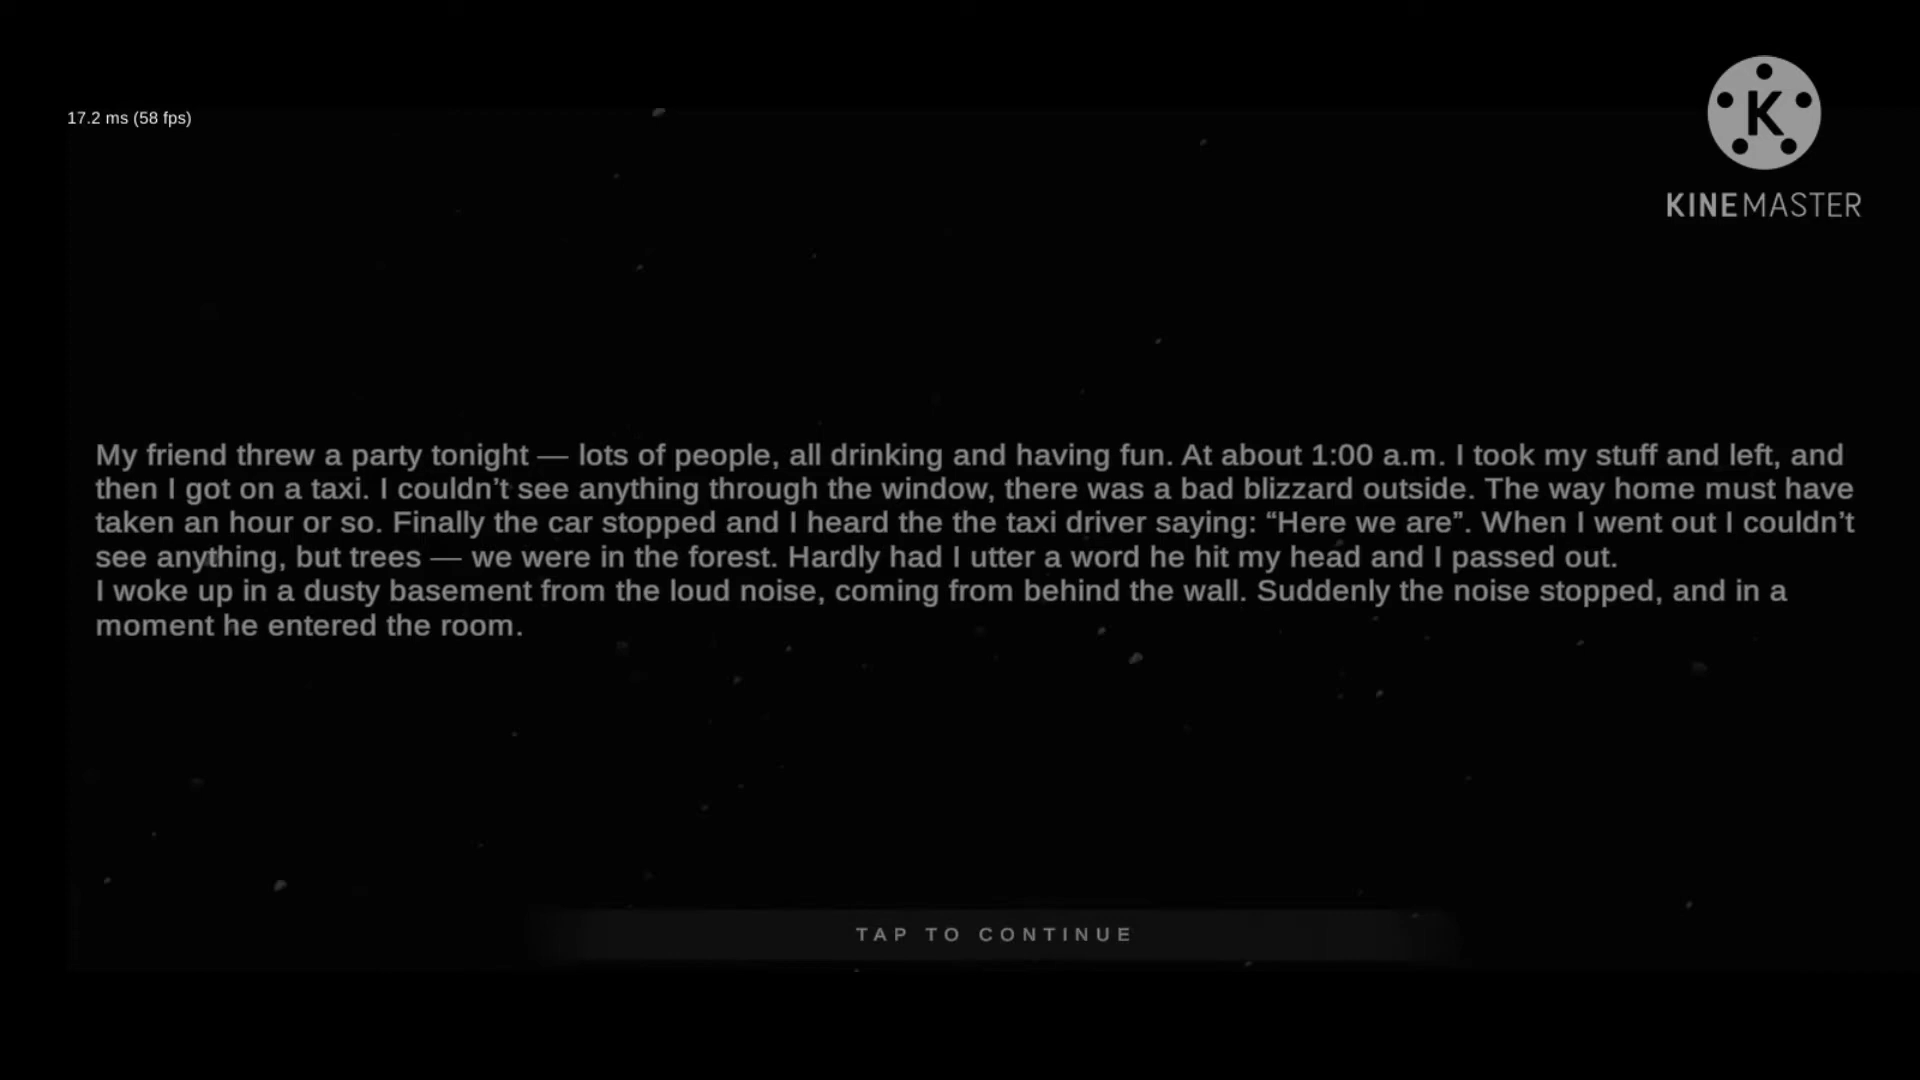 17.2 ms (58 fps)
K
KINEMASTER
My friend threw a party tonight — lots of people, all drinking and having fun. At about 1:00 a.m. I took my stuff and left, and
then I got on a taxi. I couldn’t see anything through the window, there was a bad blizzard outside. The way home must have
taken an hour or so. Finally the car stopped and I heard the the taxi driver saying: “Here we are”. When I went out I couldn’t
see anything, but trees — we were in the forest. Hardly had I utter a word he hit my head and I passed out.
I woke up in a dusty basement from the loud noise, coming from behind the wall. Suddenly the noise stopped, and in a
moment he entered the room.
TAP TO CONTINUE